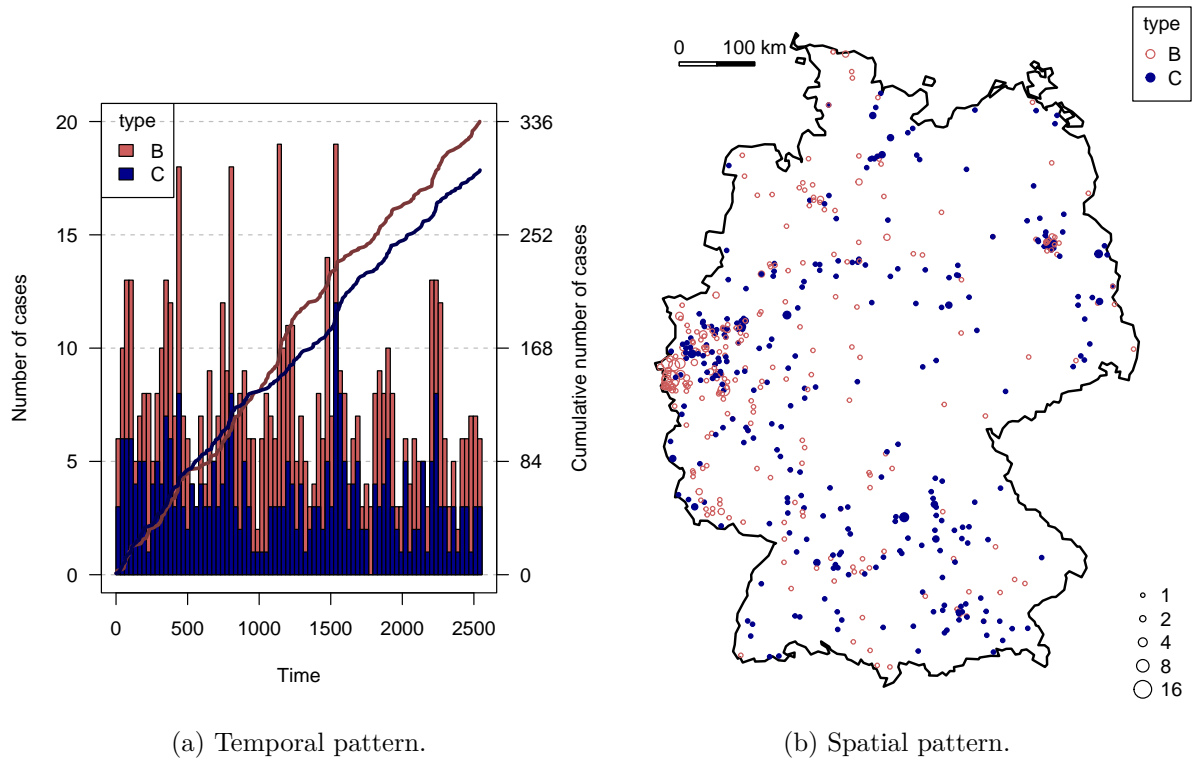 type
B
C
20
15
10
5
0
336
252
168
84
0
Number of cases
Cumulative number of cases
0 500 1000 1500 2000 2500
Time
(a) Temporal pattern.
0 100 km
type
B
C
1
2
4
8
16
(b) Spatial pattern.